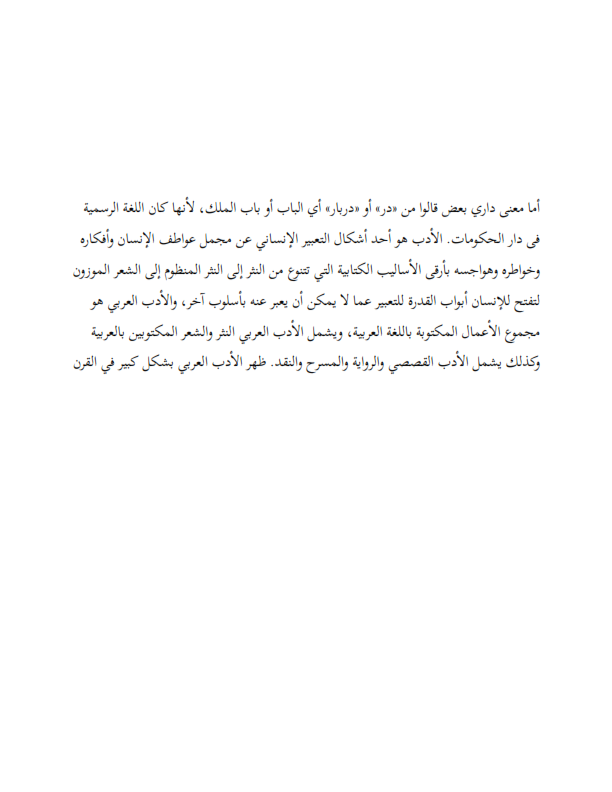 أما معنى داري بعض قالوا من «در» أو «دربار» أي الباب أو باب الملك، لأنها كان اللغة الرسمية
فى دار الحكومات. الأدب هو أحد أشكال التعبير الإنساني عن مجمل عواطف الإنسان وأفكاره
وخواطره وهواجسه بأرقى الأساليب الكتابية التي تتنوع من النثر إلى النثر المنظوم إلى الشعر الموزون
لتفتح للإنسان أبواب القدرة للتعبير عما لا يمكن أن يعبر عنه بأسلوب آخر، والأدب العربي هو
مجموع الأعمال المكتوبة باللغة العربية، ويشمل الأدب العربي النثر والشعر المكتوبين بالعربية
وكذلك يشمل الأدب القصصي والرواية والمسرح والنقد. ظهر الأدب العربي بشكل كبير في القرن